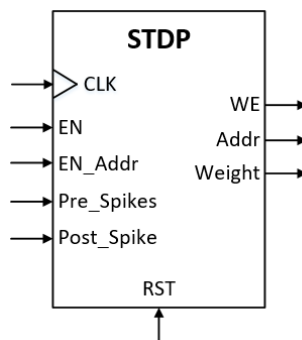 STDP
CLK
EN
EN_Addr
Pre_Spikes
Post_Spike
WE
Addr
Weight
RST